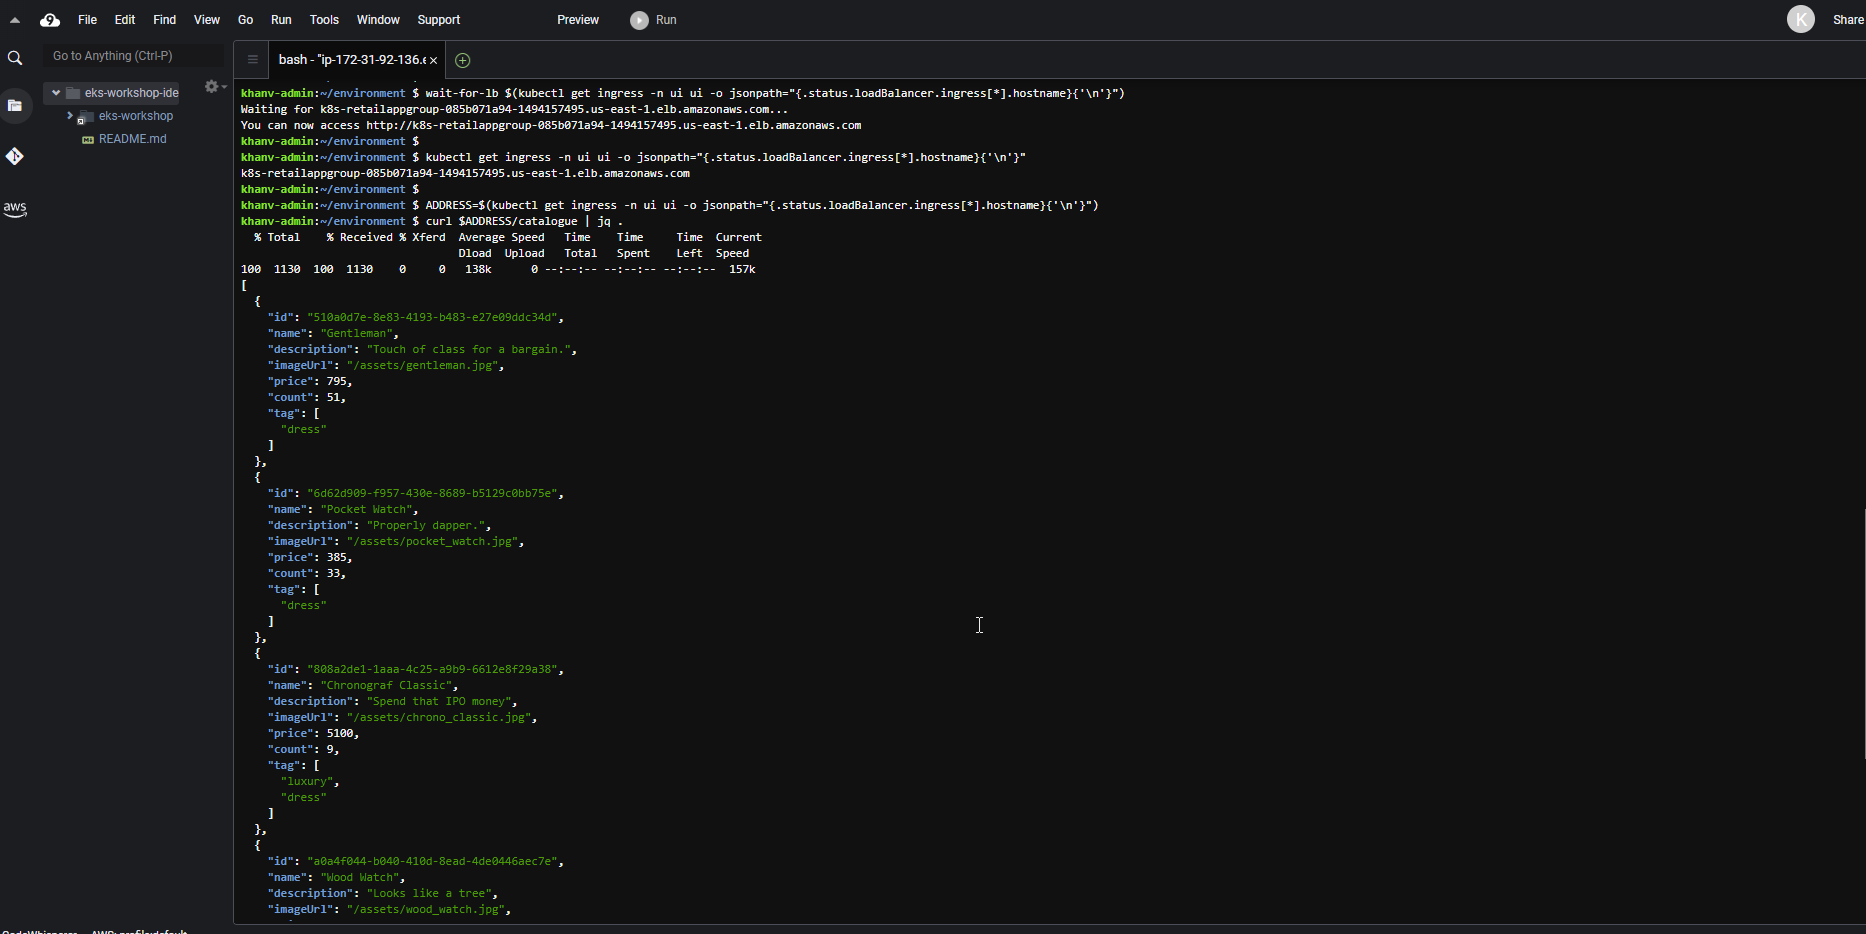 File Edit Find View Go Run Tools Window Support Preview Run K Share
Go to Anything (Ctrl-P)
bash - "ip-172-31-92-136.e ×
eks-workshop-ide
eks-workshop
README.md
aws
khanv-admin:~/environment $ wait-for-lb $(kubectl get ingress -n ui ui -o jsonpath="{.status.loadBalancer.ingress[*].hostname}{'\n'}")
Waiting for k8s-retailappgroup-085b071a94-1494157495.us-east-1.elb.amazonaws.com...
You can now access http://k8s-retailappgroup-085b071a94-1494157495.us-east-1.elb.amazonaws.com
khanv-admin:~/environment $
khanv-admin:~/environment $ kubectl get ingress -n ui ui -o jsonpath="{.status.loadBalancer.ingress[*].hostname}{'\n'}"
k8s-retailappgroup-085b071a94-1494157495.us-east-1.elb.amazonaws.com
khanv-admin:~/environment $
khanv-admin:~/environment $ ADDRESS=$(kubectl get ingress -n ui ui -o jsonpath="{.status.loadBalancer.ingress[*].hostname}{'\n'}")
khanv-admin:~/environment $ curl $ADDRESS/catalogue | jq .
% Total % Received % Xferd Average Speed Time Time Time Current
Dload Upload Total Spent Left Speed
100 1130 100 1130 0 0 138k 0 --:--:-- --:--:-- --:--:-- 157k
[
{
"id": "510a0d7e-8e83-4193-b483-e27e09ddc34d",
"name": "Gentleman",
"description": "Touch of class for a bargain.",
"imageUrl": "/assets/gentleman.jpg",
"price": 795,
"count": 51,
"tag": [
"dress"
]
},
{
"id": "6d62d909-f957-430e-8689-b5129c0bb75e",
"name": "Pocket Watch",
"description": "Properly dapper.",
"imageUrl": "/assets/pocket_watch.jpg",
"price": 385,
"count": 33,
"tag": [
"dress"
]
},
{
"id": "808a2de1-1aaa-4c25-a9b9-6612e8f29a38",
"name": "Chronograf Classic",
"description": "Spend that IPO money",
"imageUrl": "/assets/chrono_classic.jpg",
"price": 5100,
"count": 9,
"tag": [
"luxury",
"dress"
]
},
{
"id": "a0a4f044-b040-410d-8ead-4de0446aec7e",
"name": "Wood Watch",
"description": "Looks like a tree",
"imageUrl": "/assets/wood_watch.jpg",